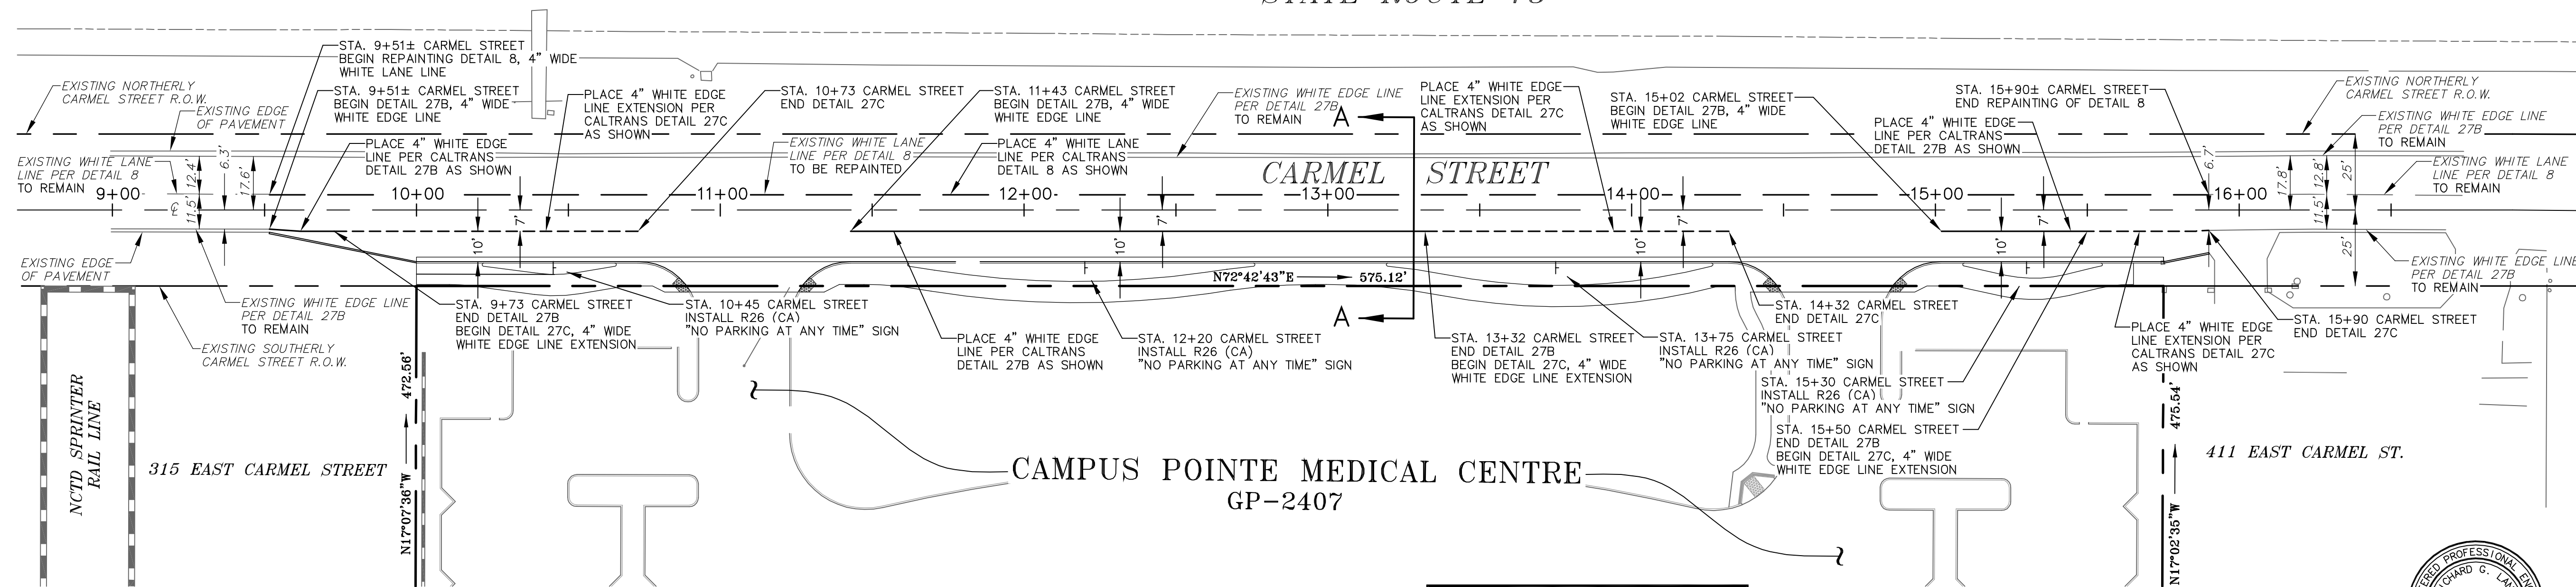 STATE ROUTE 78
STA. 9+51± CARMEL STREET
BEGIN REPAINTING DETAIL 8, 4" WIDE
WHITE LANE LINE
EXISTING NORTHERLY
CARMEL STREET R.O.W.
STA. 9+51± CARMEL STREET
BEGIN DETAIL 27B, 4" WIDE
WHITE EDGE LINE
EXISTING EDGE
OF PAVEMENT
PLACE 4" WHITE EDGE
LINE EXTENSION PER
CALTRANS DETAIL 27C
AS SHOWN
STA. 10+73 CARMEL STREET
END DETAIL 27C
STA. 11+43 CARMEL STREET
BEGIN DETAIL 27B, 4" WIDE
WHITE EDGE LINE
EXISTING WHITE EDGE LINE
PER DETAIL 27B
TO REMAIN
A
PLACE 4" WHITE EDGE
LINE EXTENSION PER
CALTRANS DETAIL 27C
AS SHOWN
STA. 15+02 CARMEL STREET
BEGIN DETAIL 27B, 4" WIDE
WHITE EDGE LINE
STA. 15+90± CARMEL STREET
END REPAINTING OF DETAIL 8
EXISTING NORTHERLY
CARMEL STREET R.O.W.
PLACE 4" WHITE EDGE
LINE PER CALTRANS
DETAIL 27B AS SHOWN
EXISTING WHITE EDGE LINE
PER DETAIL 27B
TO REMAIN
EXISTING WHITE LANE
LINE PER DETAIL 8
TO REMAIN
PLACE 4" WHITE EDGE
LINE PER CALTRANS
DETAIL 27B AS SHOWN
EXISTING WHITE LANE
LINE PER DETAIL 8
TO BE REPAINTED
PLACE 4" WHITE LANE
LINE PER CALTRANS
DETAIL 8 AS SHOWN
CARMEL STREET
EXISTING WHITE LANE
LINE PER DETAIL 8
TO REMAIN
12.4'
6.3'
17.6'
11.5'
6.7'
17.8'
12.8'
25'
11.5'
25'
9+00
10+00
11+00
12+00
13+00
14+00
15+00
16+00
10'
7'
10'
7'
10'
7'
10'
7'
N72°42'43"E
575.12'
EXISTING EDGE
OF PAVEMENT
EXISTING WHITE EDGE LINE
PER DETAIL 27B
TO REMAIN
EXISTING SOUTHERLY
CARMEL STREET R.O.W.
STA. 9+73 CARMEL STREET
END DETAIL 27B
BEGIN DETAIL 27C, 4" WIDE
WHITE EDGE LINE EXTENSION
STA. 10+45 CARMEL STREET
INSTALL R26 (CA)
"NO PARKING AT ANY TIME" SIGN
PLACE 4" WHITE EDGE
LINE PER CALTRANS
DETAIL 27B AS SHOWN
STA. 12+20 CARMEL STREET
INSTALL R26 (CA)
"NO PARKING AT ANY TIME" SIGN
A
STA. 13+32 CARMEL STREET
END DETAIL 27B
BEGIN DETAIL 27C, 4" WIDE
WHITE EDGE LINE EXTENSION
STA. 13+75 CARMEL STREET
INSTALL R26 (CA)
"NO PARKING AT ANY TIME" SIGN
STA. 14+32 CARMEL STREET
END DETAIL 27C
STA. 15+30 CARMEL STREET
INSTALL R26 (CA)
"NO PARKING AT ANY TIME" SIGN
STA. 15+50 CARMEL STREET
END DETAIL 27B
BEGIN DETAIL 27C, 4" WIDE
WHITE EDGE LINE EXTENSION
PLACE 4" WHITE EDGE
LINE EXTENSION PER
CALTRANS DETAIL 27C
AS SHOWN
STA. 15+90 CARMEL STREET
END DETAIL 27C
EXISTING WHITE EDGE LINE
PER DETAIL 27B
TO REMAIN
NCTD SPRINTER
RAIL LINE
315 EAST CARMEL STREET
N17°07'36"W
472.56'
CAMPUS POINTE MEDICAL CENTRE
GP-2407
N17°02'35"W
475.54'
411 EAST CARMEL ST.
PROFESSIONAL
G.